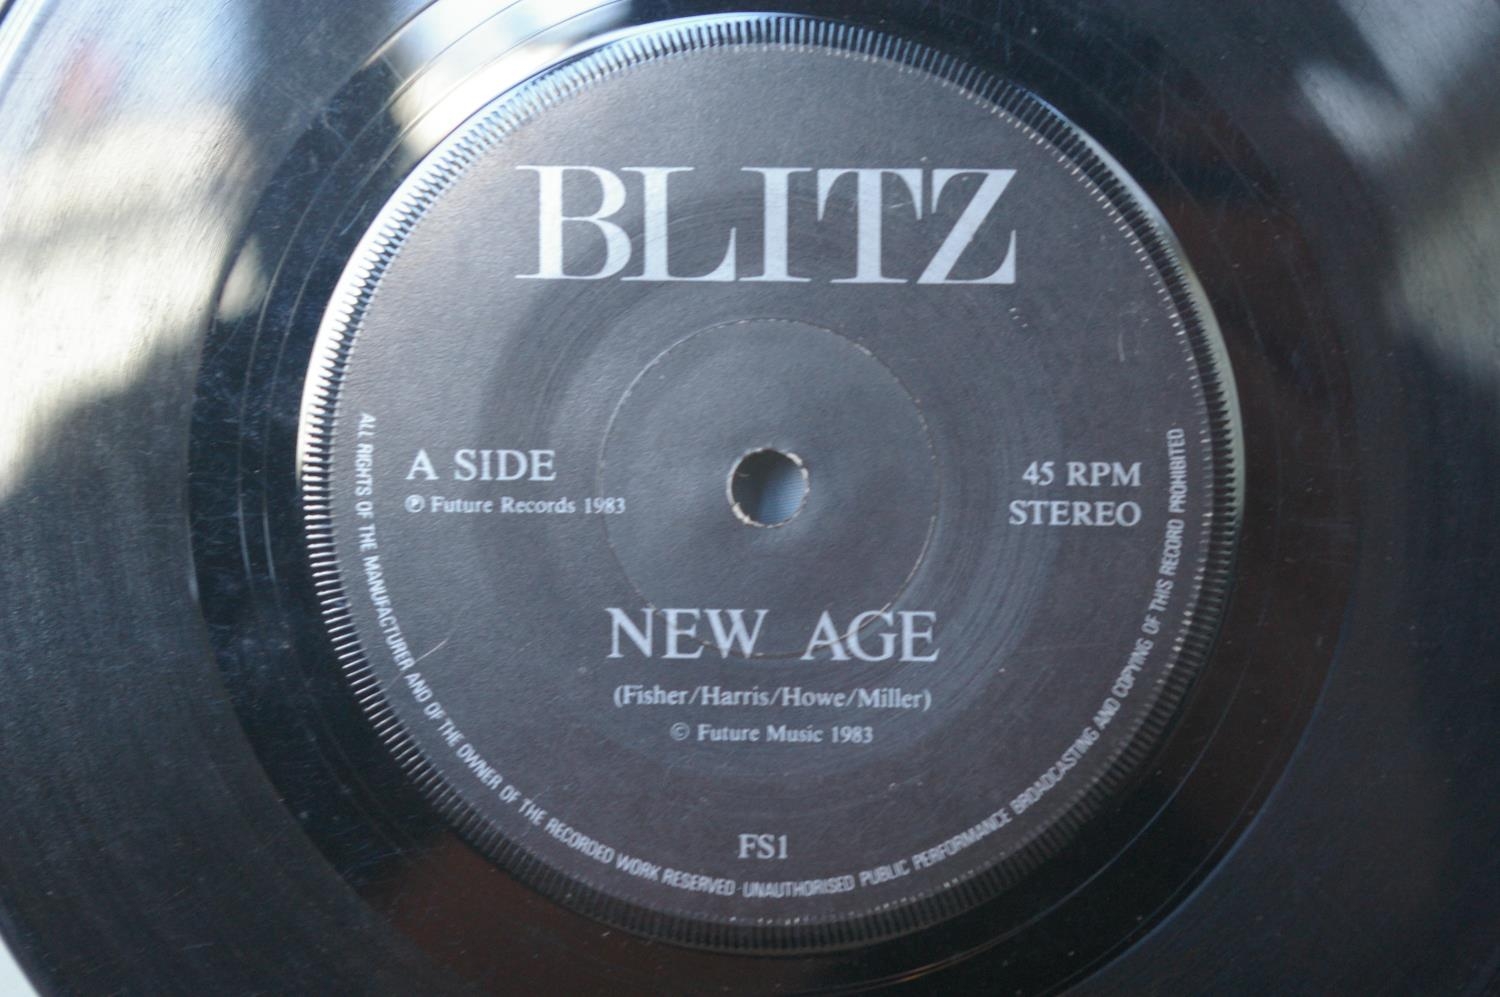 BLITZ
A SIDE
℗ Future Records 1983
45 RPM
STEREO
NEW AGE
(Fisher/Harris/Howe/Miller)
© Future Music 1983
FS1
ALL RIGHTS OF THE MANUFACTURER AND OF THE OWNER OF THE RECORDED WORK RESERVED · UNAUTHORISED PUBLIC PERFORMANCE BROADCASTING AND COPYING OF THIS RECORD PROHIBITED